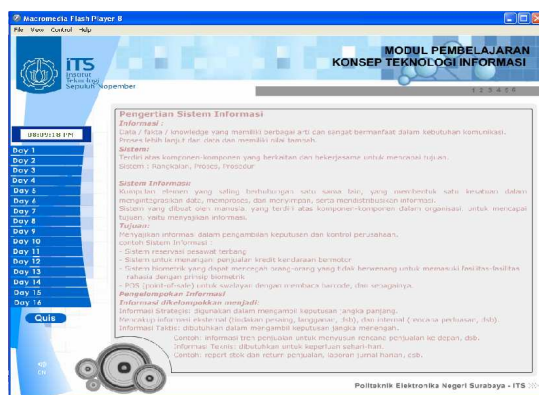 Macromedia Flash Player 8
File View Control Help
iTS
Institut
Teknologi
Sepuluh Nopember
MODUL PEMBELAJARAN
KONSEP TEKNOLOGI INFORMASI
1 2 3 4 5 6
08:09:18 PM
Day 1
Day 2
Day 3
Day 4
Day 5
Day 6
Day 7
Day 8
Day 9
Day 10
Day 11
Day 12
Day 13
Day 14
Day 15
Day 16
Quis
Pengertian Sistem Informasi
Informasi :
Data / fakta / knowledge yang memiliki berbagai arti dan sangat bermanfaat dalam kebutuhan komunikasi.
Proses lebih lanjut dari data dan memiliki nilai tambah.
Sistem:
Terdiri atas komponen-komponen yang berkaitan dan bekerjasama untuk mencapai tujuan.
Sistem : Rangkaian, Proses, Prosedur
Sistem Informasi:
Kumpulan elemen yang saling berhubungan satu sama lain, yang membentuk satu kesatuan dalam
mengintegrasikan data, memproses, dan menyimpan, serta mendistribusikan informasi.
Sistem yang dibuat oleh manusia yang terdiri atas komponen-komponen dalam organisasi untuk mencapai
tujuan, yaitu menyajikan informasi.
Tujuan:
Menyajikan informasi dalam pengambilan keputusan dan kontrol perusahaan.
contoh Sistem Informasi :
- Sistem reservasi pesawat terbang
- Sistem untuk menangani penjualan kredit kendaraan bermotor
- Sistem biometrik yang dapat mencegah orang-orang yang tidak berwenang untuk memasuki fasilitas-fasilitas
rahasia dengan prinsip biometrik
- POS (point-of-sale) untuk swalayan dengan membaca barcode, dan sebagainya.
Pengelompokan Informasi
Informasi dikelompokkan menjadi:
Informasi Strategis: digunakan dalam mengambil keputusan jangka panjang.
Mencakup informasi eksternal (tindakan pesaing, langganan, dsb), dan internal (rencana perluasan, dsb).
Informasi Taktis: dibutuhkan dalam mengambil keputusan jangka menengah.
Contoh: informasi tren penjualan untuk menyusun rencana penjualan ke depan, dsb.
Informasi Teknis: dibutuhkan untuk keperluan sehari-hari.
Contoh: report stok dan return penjualan, laporan jurnal harian, dsb.
ON
Politeknik Elektronika Negeri Surabaya - ITS